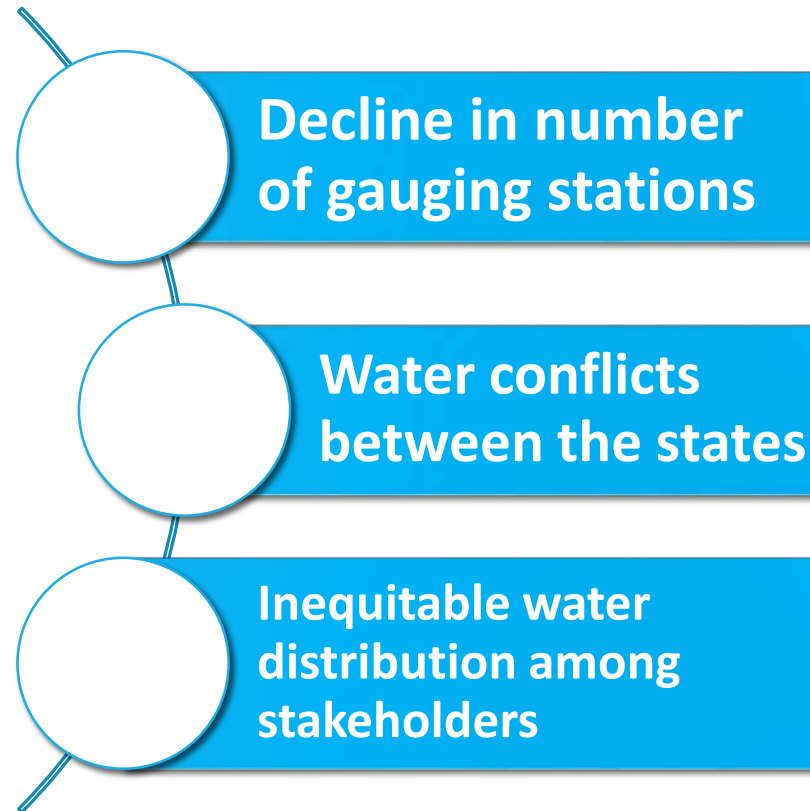 Decline in number
of gauging stations
Water conflicts
between the states
Inequitable water
distribution among
stakeholders